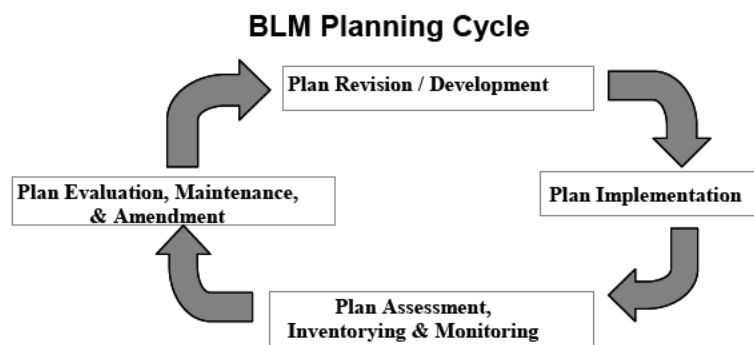 BLM Planning Cycle
Plan Revision / Development
Plan Evaluation, Maintenance,
& Amendment
Plan Implementation
Plan Assessment,
Inventorying & Monitoring